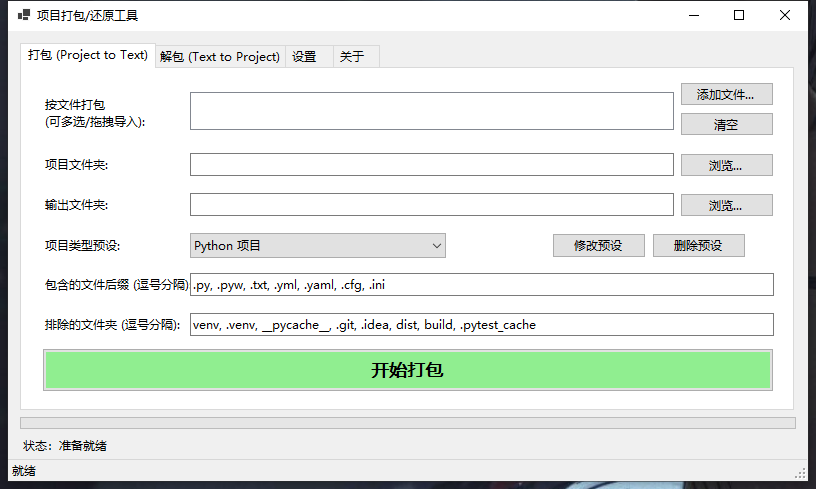 项目打包/还原工具
打包 (Project to Text)
解包 (Text to Project)
设置
关于
按文件打包
(可多选/拖拽导入):
添加文件...
清空
项目文件夹:
浏览...
输出文件夹:
浏览...
项目类型预设:
Python 项目
修改预设
删除预设
包含的文件后缀 (逗号分隔)
.py, .pyw, .txt, .yml, .yaml, .cfg, .ini
排除的文件夹 (逗号分隔):
venv, .venv, __pycache__, .git, .idea, dist, build, .pytest_cache
开始打包
状态：准备就绪
就绪